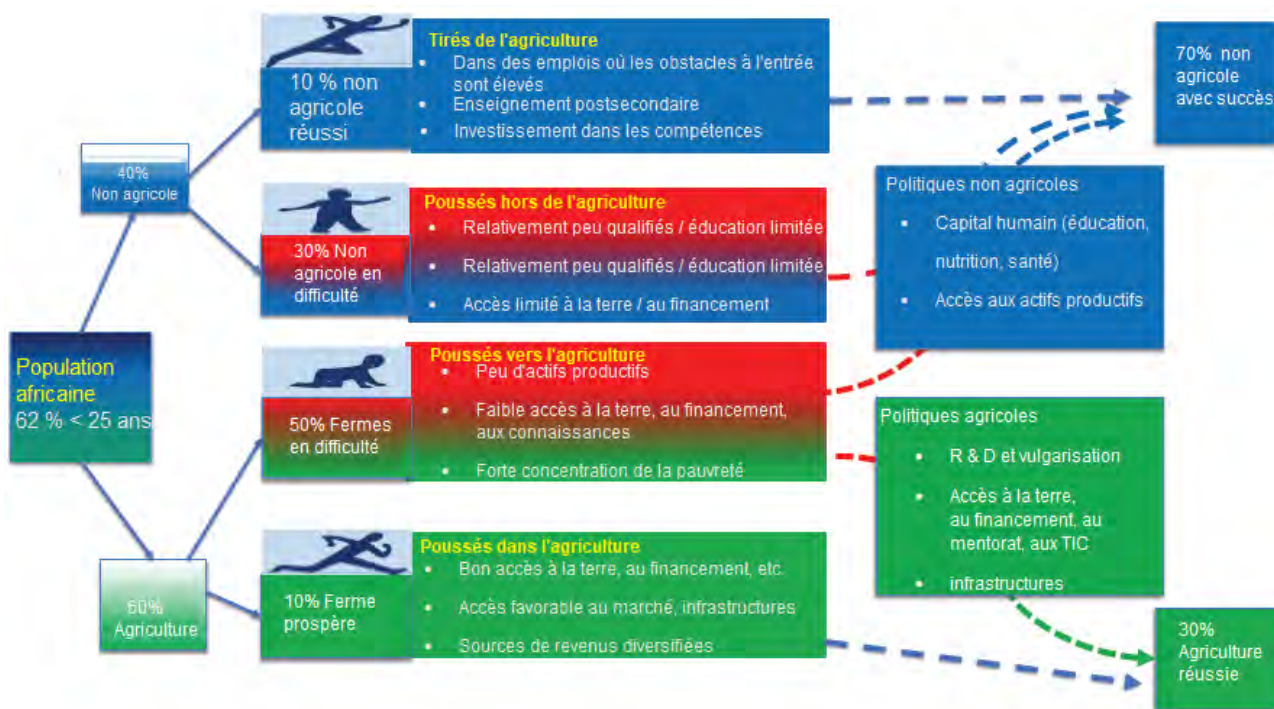 Population
africaine
62 % < 25 ans
40%
Non agricole
60%
Agriculture
10 % non
agricole
réussi
Tirés de l'agriculture
• Dans des emplois où les obstacles à l'entrée
sont élevés
• Enseignement postsecondaire
• Investissement dans les compétences
30% Non
agricole en
difficulté
Poussés hors de l'agriculture
• Relativement peu qualifiés / éducation limitée
• Relativement peu qualifiés / éducation limitée
• Accès limité à la terre / au financement
50% Fermes
en difficulté
Poussés vers l'agriculture
• Peu d'actifs productifs
• Faible accès à la terre, au financement,
aux connaissances
• Forte concentration de la pauvreté
10% Ferme
prospère
Poussés dans l'agriculture
• Bon accès à la terre, au financement, etc.
• Accès favorable au marché, infrastructures
• Sources de revenus diversifiées
Politiques non agricoles
• Capital humain (éducation,
nutrition, santé)
• Accès aux actifs productifs
Politiques agricoles
• R & D et vulgarisation
• Accès à la terre,
au financement, au
mentorat, aux TIC
• infrastructures
70% non
agricole
avec succès
30%
Agriculture
réussie